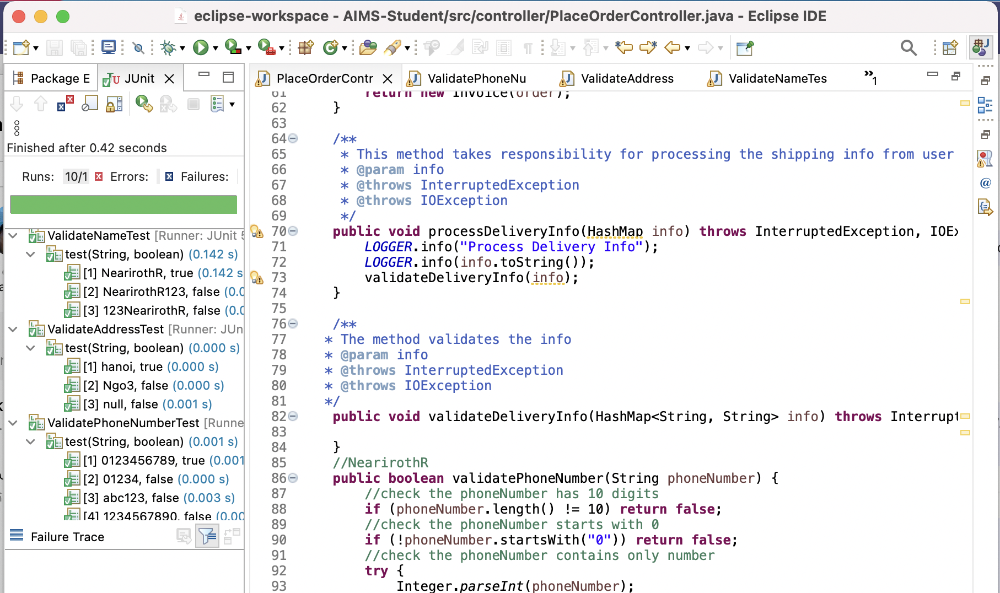 eclipse-workspace - AIMS-Student/src/controller/PlaceOrderController.java - Eclipse IDE
Package E
JUnit
PlaceOrderContr
ValidatePhoneNu
ValidateAddress
ValidateNameTes
»1
Finished after 0.42 seconds
Runs: 10/1 Errors: Failures:
ValidateNameTest [Runner: JUnit 5
test(String, boolean) (0.142 s)
[1] NearirothR, true (0.142 s
[2] NearirothR123, false (0.0
[3] 123NearirothR, false (0.0
ValidateAddressTest [Runner: JUn
test(String, boolean) (0.000 s)
[1] hanoi, true (0.000 s)
[2] Ngo3, false (0.000 s)
[3] null, false (0.001 s)
ValidatePhoneNumberTest [Runne
test(String, boolean) (0.001 s)
[1] 0123456789, true (0.001
[2] 01234, false (0.000 s)
[3] abc123, false (0.003 s)
[4] 1234567890, false (0.00
Failure Trace
61 return new Invoice(order);
62 }
63
64 /**
65 * This method takes responsibility for processing the shipping info from user
66 * @param info
67 * @throws InterruptedException
68 * @throws IOException
69 */
70 public void processDeliveryInfo(HashMap info) throws InterruptedException, IOEx
71 LOGGER.info("Process Delivery Info");
72 LOGGER.info(info.toString());
73 validateDeliveryInfo(info);
74 }
75
76 /**
77 * The method validates the info
78 * @param info
79 * @throws InterruptedException
80 * @throws IOException
81 */
82 public void validateDeliveryInfo(HashMap<String, String> info) throws Interrupt
83
84 }
85 //NearirothR
86 public boolean validatePhoneNumber(String phoneNumber) {
87 //check the phoneNumber has 10 digits
88 if (phoneNumber.length() != 10) return false;
89 //check the phoneNumber starts with 0
90 if (!phoneNumber.startsWith("0")) return false;
91 //check the phoneNumber contains only number
92 try {
93 Integer.parseInt(phoneNumber);